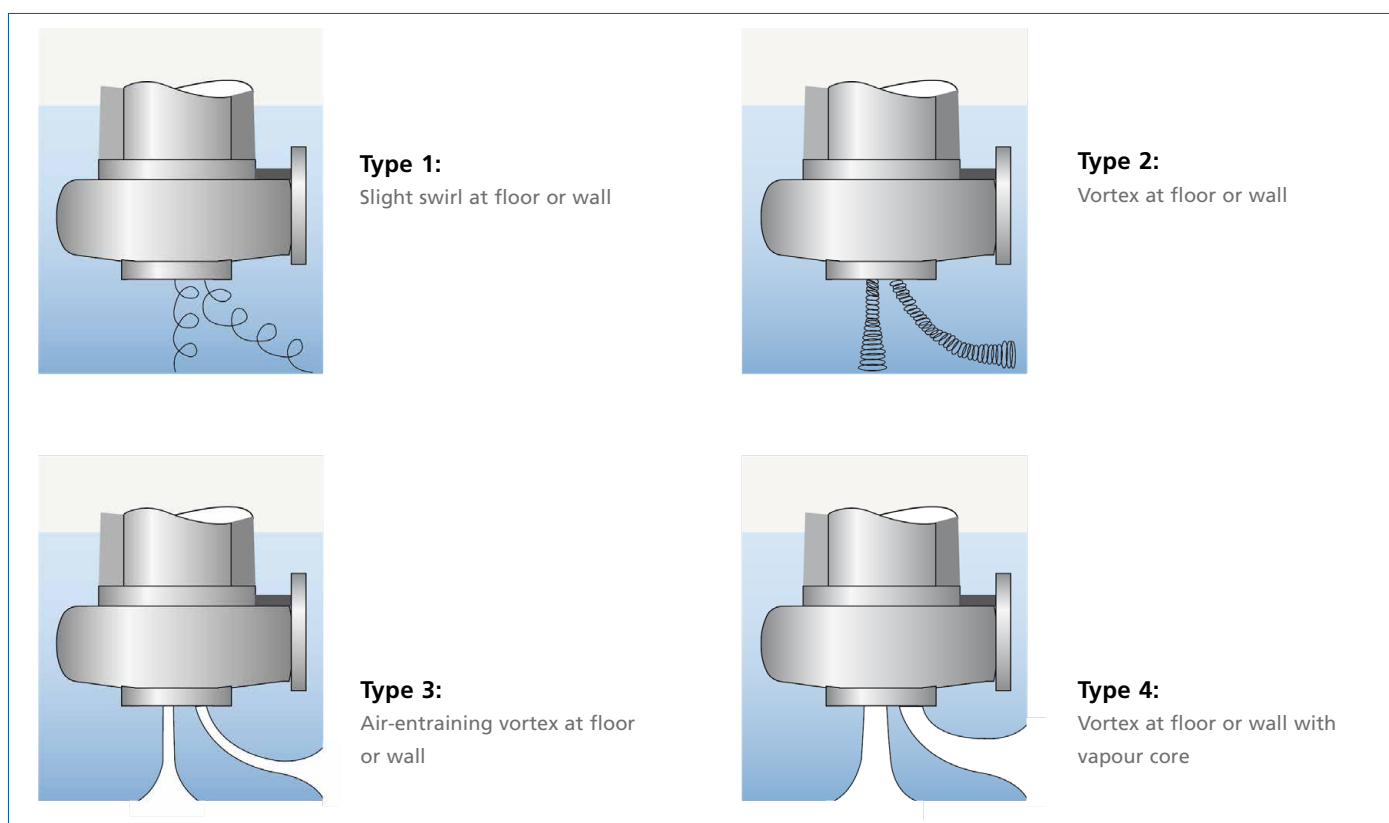 Type 1:
Slight swirl at floor or wall
Type 2:
Vortex at floor or wall
Type 3:
Air-entraining vortex at floor
or wall
Type 4:
Vortex at floor or wall with
vapour core